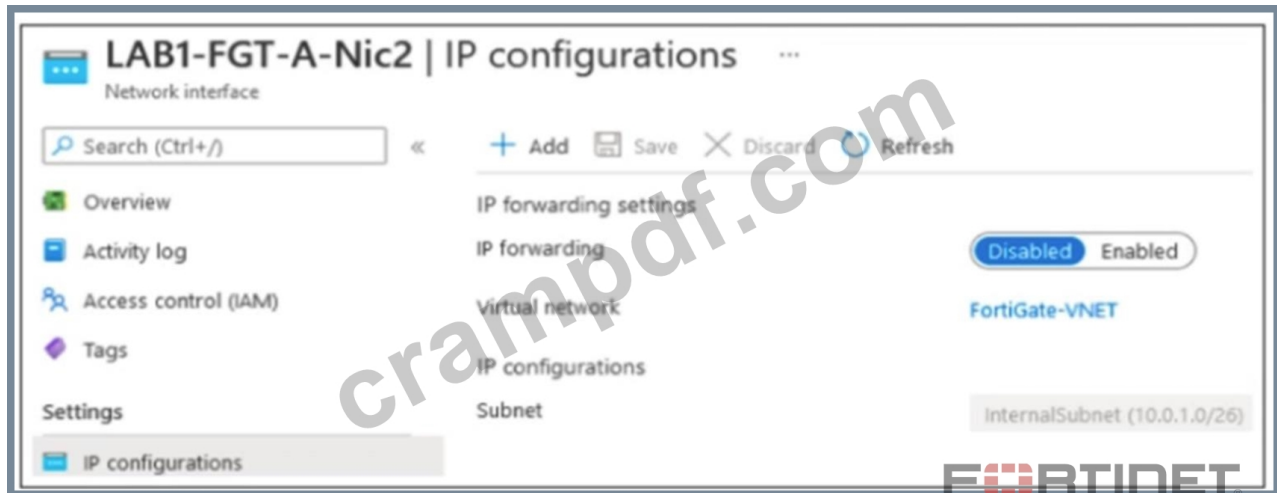 LAB1-FGT-A-Nic2 | IP configurations ...
Network interface
Search (Ctrl+/)
«
+ Add Save Discard Refresh
Overview
Activity log
Access control (IAM)
Tags
Settings
IP configurations
IP forwarding settings
IP forwarding Disabled Enabled
Virtual network FortiGate-VNET
IP configurations
Subnet InternalSubnet (10.0.1.0/26)
crampdf.com
FORTINET